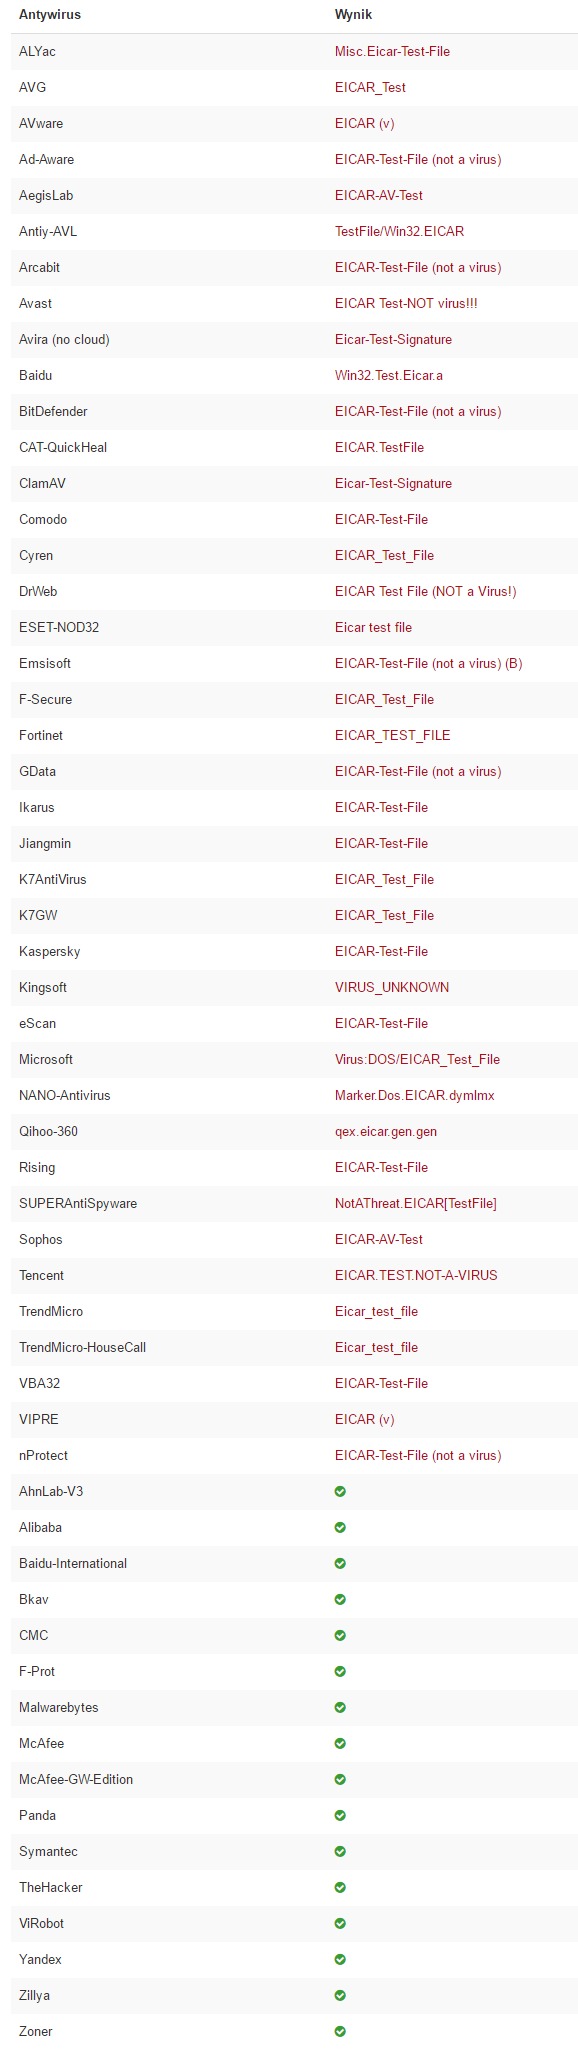 Antywirus Wynik
ALYac Misc.Eicar-Test-File
AVG EICAR_Test
AVware EICAR (v)
Ad-Aware EICAR-Test-File (not a virus)
AegisLab EICAR-AV-Test
Antiy-AVL TestFile/Win32.EICAR
Arcabit EICAR-Test-File (not a virus)
Avast EICAR Test-NOT virus!!!
Avira (no cloud) Eicar-Test-Signature
Baidu Win32.Test.Eicar.a
BitDefender EICAR-Test-File (not a virus)
CAT-QuickHeal EICAR.TestFile
ClamAV Eicar-Test-Signature
Comodo EICAR-Test-File
Cyren EICAR_Test_File
DrWeb EICAR Test File (NOT a Virus!)
ESET-NOD32 Eicar test file
Emsisoft EICAR-Test-File (not a virus) (B)
F-Secure EICAR_Test_File
Fortinet EICAR_TEST_FILE
GData EICAR-Test-File (not a virus)
Ikarus EICAR-Test-File
Jiangmin EICAR-Test-File
K7AntiVirus EICAR_Test_File
K7GW EICAR_Test_File
Kaspersky EICAR-Test-File
Kingsoft VIRUS_UNKNOWN
eScan EICAR-Test-File
Microsoft Virus:DOS/EICAR_Test_File
NANO-Antivirus Marker.Dos.EICAR.dymlmx
Qihoo-360 qex.eicar.gen.gen
Rising EICAR-Test-File
SUPERAntiSpyware NotAThreat.EICAR[TestFile]
Sophos EICAR-AV-Test
Tencent EICAR.TEST.NOT-A-VIRUS
TrendMicro Eicar_test_file
TrendMicro-HouseCall Eicar_test_file
VBA32 EICAR-Test-File
VIPRE EICAR (v)
nProtect EICAR-Test-File (not a virus)
AhnLab-V3
Alibaba
Baidu-International
Bkav
CMC
F-Prot
Malwarebytes
McAfee
McAfee-GW-Edition
Panda
Symantec
TheHacker
ViRobot
Yandex
Zillya
Zoner